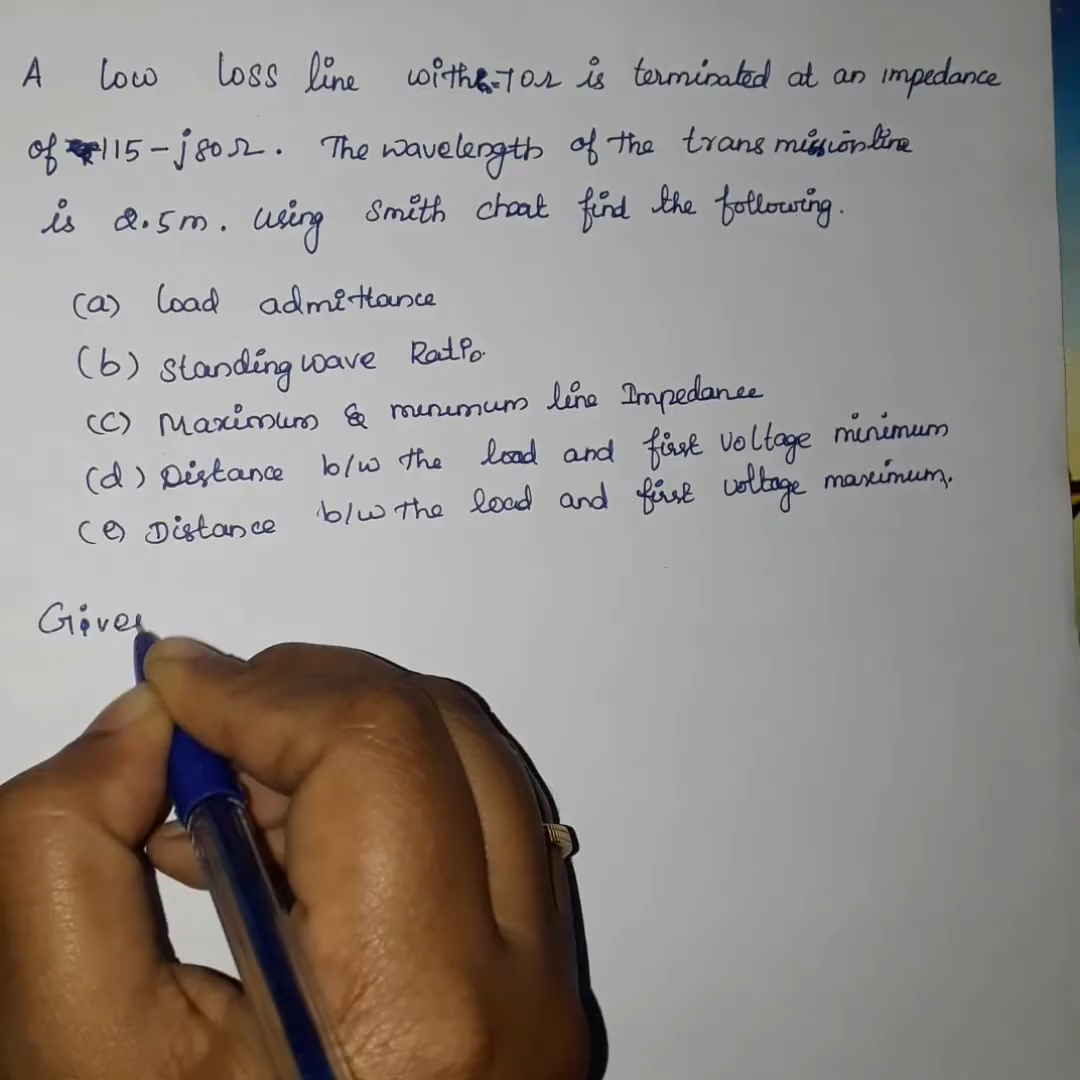 A low loss line with 70Ω is terminated at an impedance
of 115-j80Ω. The wavelength of the transmission line
is 2.5m. using smith chart find the following.
(a) load admittance
(b) standing wave Ratio.
(c) Maximum & minimum line Impedance
(d) Distance b/w the load and first voltage minimum
(e) Distance b/w the load and first voltage maximum.
Give